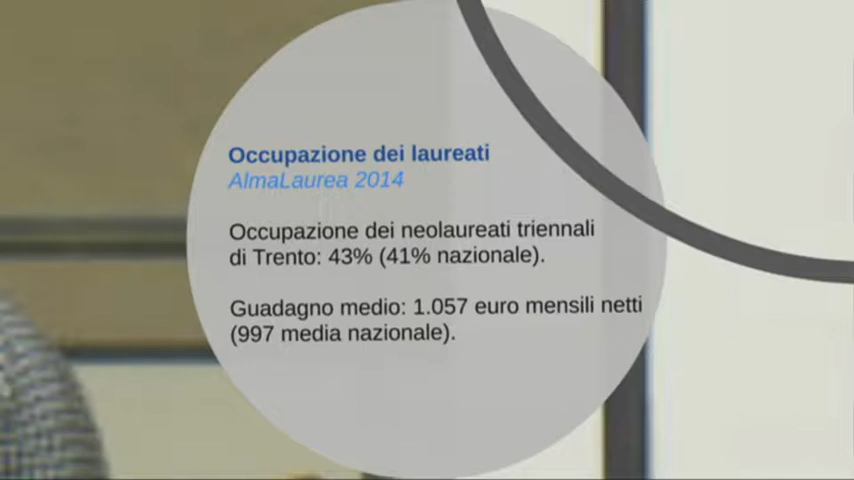 Occupazione dei laureati
AlmaLaurea 2014
Occupazione dei neolaureati triennali
di Trento: 43% (41% nazionale).
Guadagno medio: 1.057 euro mensili netti
(997 media nazionale).